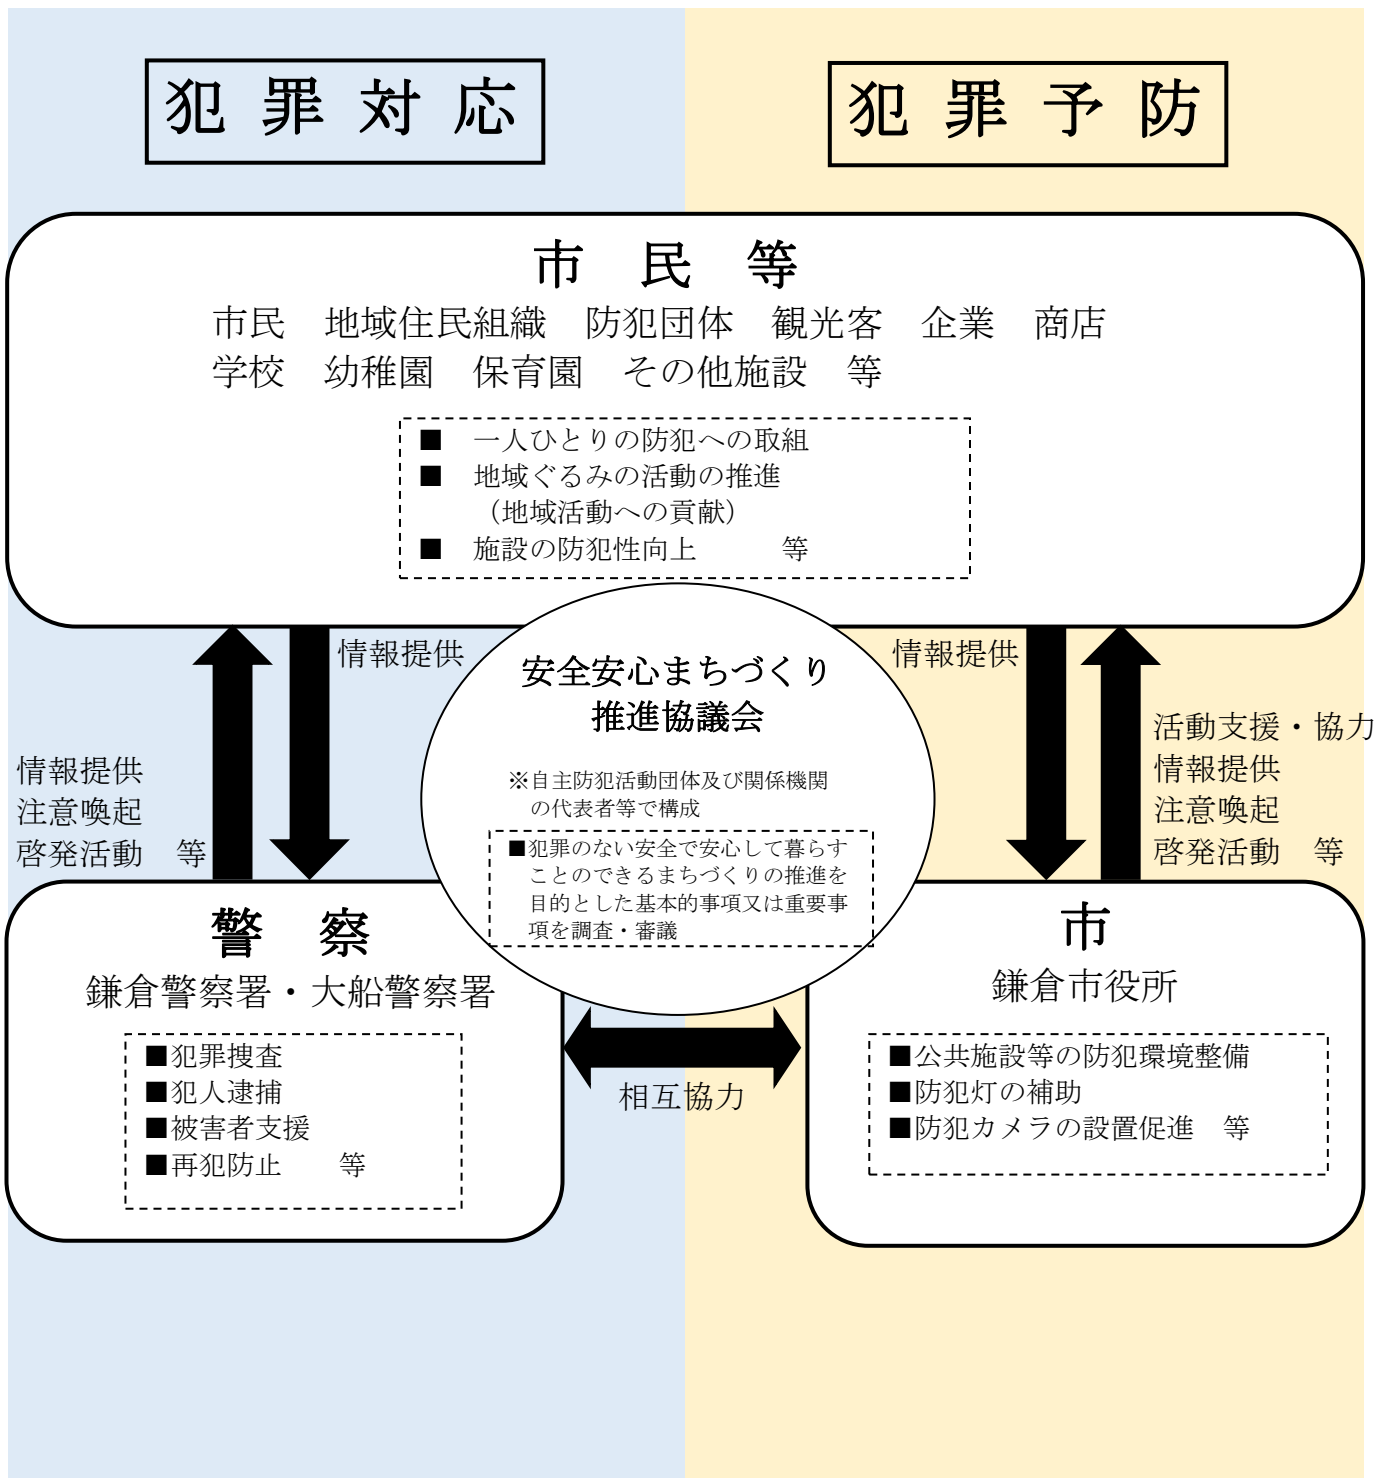 犯罪対応
犯罪予防
市　民　等
市民　地域住民組織　防犯団体　観光客　企業　商店
学校　幼稚園　保育園　その他施設　等
■　一人ひとりの防犯への取組
■　地域ぐるみの活動の推進
（地域活動への貢献）
■　施設の防犯性向上　　　等
情報提供
情報提供
安全安心まちづくり
推進協議会
※自主防犯活動団体及び関係機関
の代表者等で構成
■犯罪のない安全で安心して暮らす
ことのできるまちづくりの推進を
目的とした基本的事項又は重要事
項を調査・審議
情報提供
注意喚起
啓発活動　等
活動支援・協力
情報提供
注意喚起
啓発活動　等
警　察
鎌倉警察署・大船警察署
■犯罪捜査
■犯人逮捕
■被害者支援
■再犯防止　　等
相互協力
市
鎌倉市役所
■公共施設等の防犯環境整備
■防犯灯の補助
■防犯カメラの設置促進　等